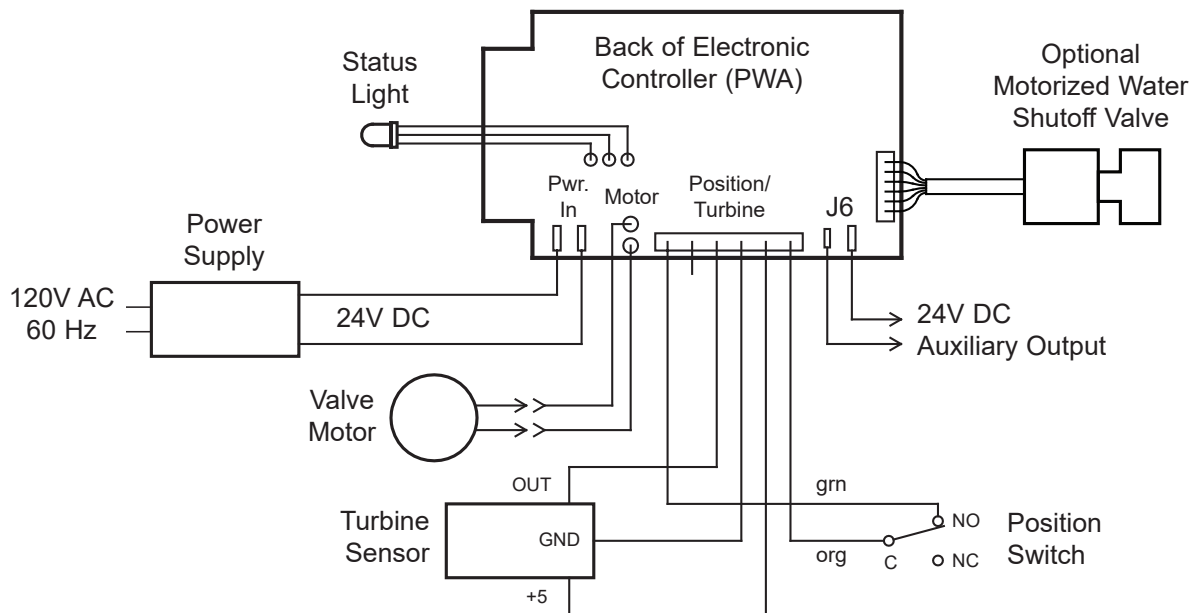 Back of Electronic
Controller (PWA)
Status
Light
Optional
Motorized Water
Shutoff Valve
Pwr.
In
Motor
Position/
Turbine
J6
Power
Supply
120V AC
60 Hz
24V DC
24V DC
Auxiliary Output
Valve
Motor
OUT
Turbine
Sensor
GND
+5
grn
org
C
NO
NC
Position
Switch